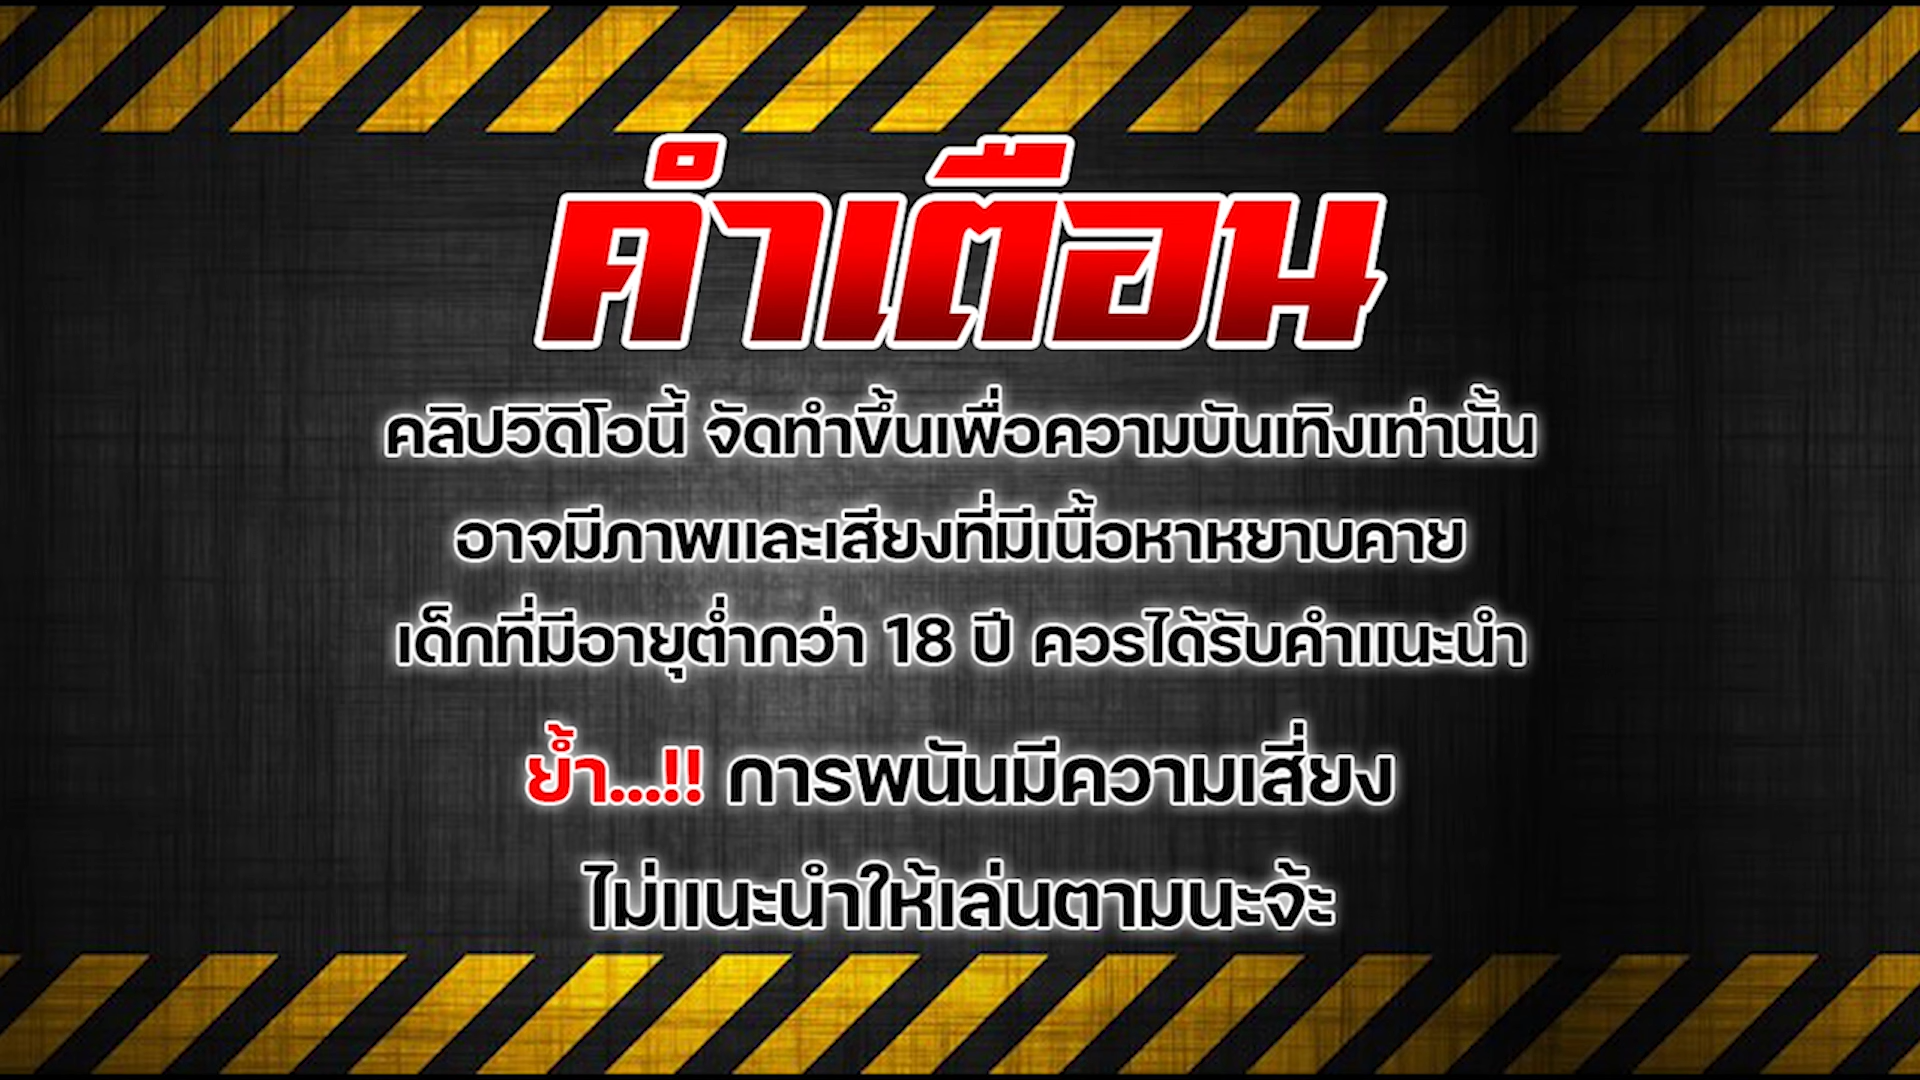 คำเตือน
คลิปวิดิโอนี้ จัดทำขึ้นเพื่อความบันเทิงเท่านั้น
อาจมีภาพและเสียงที่มีเนื้อหาหยาบคาย
เด็กที่มีอายุต่ำกว่า 18 ปี ควรได้รับคำแนะนำ
ย้ำ...!! การพนันมีความเสี่ยง
ไม่แนะนำให้เล่นตามนะจ้ะ